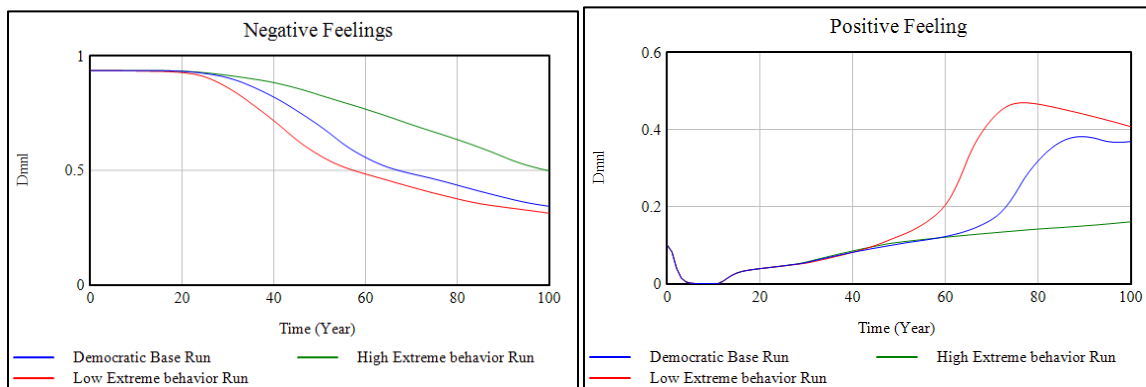 Negative Feelings
1
0.5
0
Dmnl
0 20 40 60 80 100
Time (Year)
Democratic Base Run High Extreme behavior Run
Low Extreme behavior Run
Positive Feeling
0.6
0.4
0.2
0
Dmnl
0 20 40 60 80 100
Time (Year)
Democratic Base Run High Extreme behavior Run
Low Extreme behavior Run